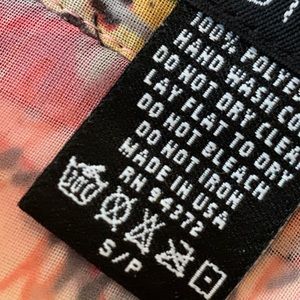 100% POLYE
HAND WASH CO
DO NOT DRY CLEA
LAY FLAT TO DRY
DO NOT BLEACH
DO NOT IRON
MADE IN USA
RN 94372
S/P